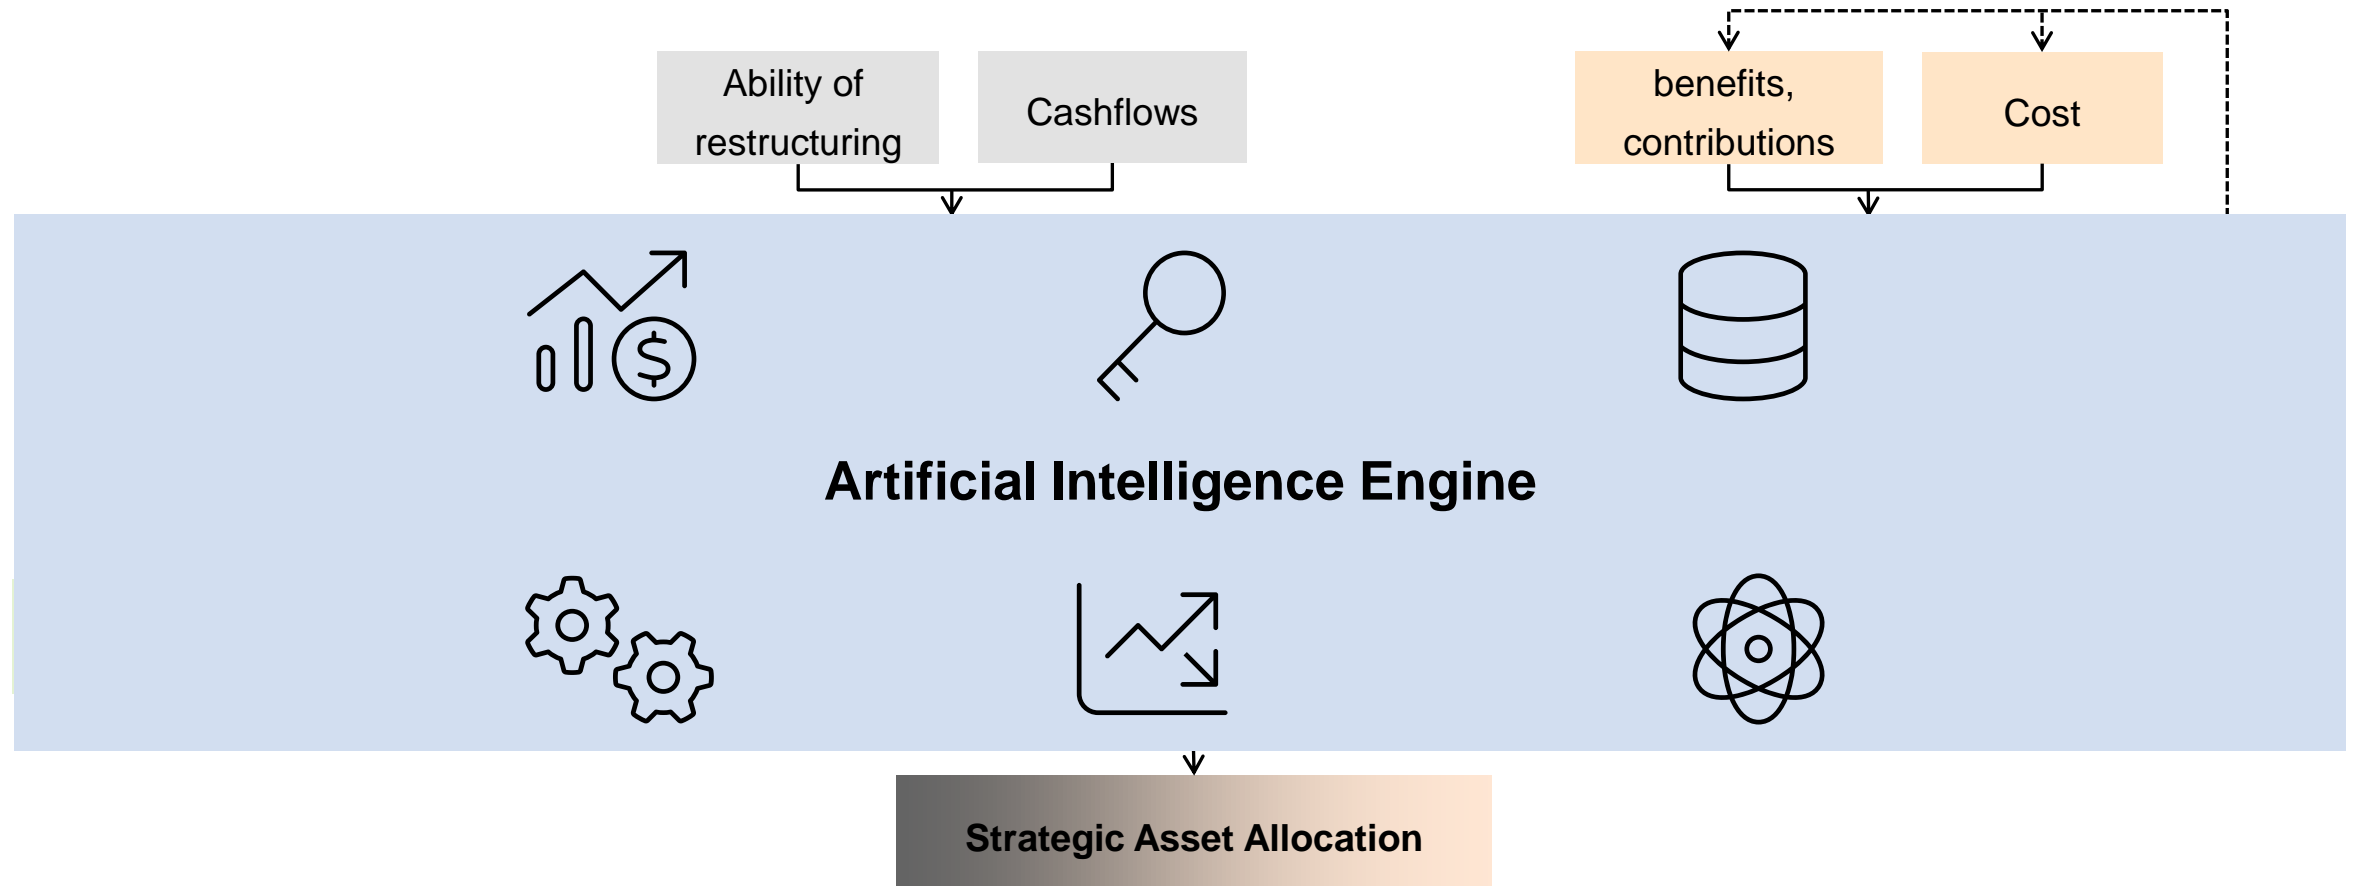 Ability of
restructuring
Cashflows
benefits,
contributions
Cost
$
Artificial Intelligence Engine
Strategic Asset Allocation